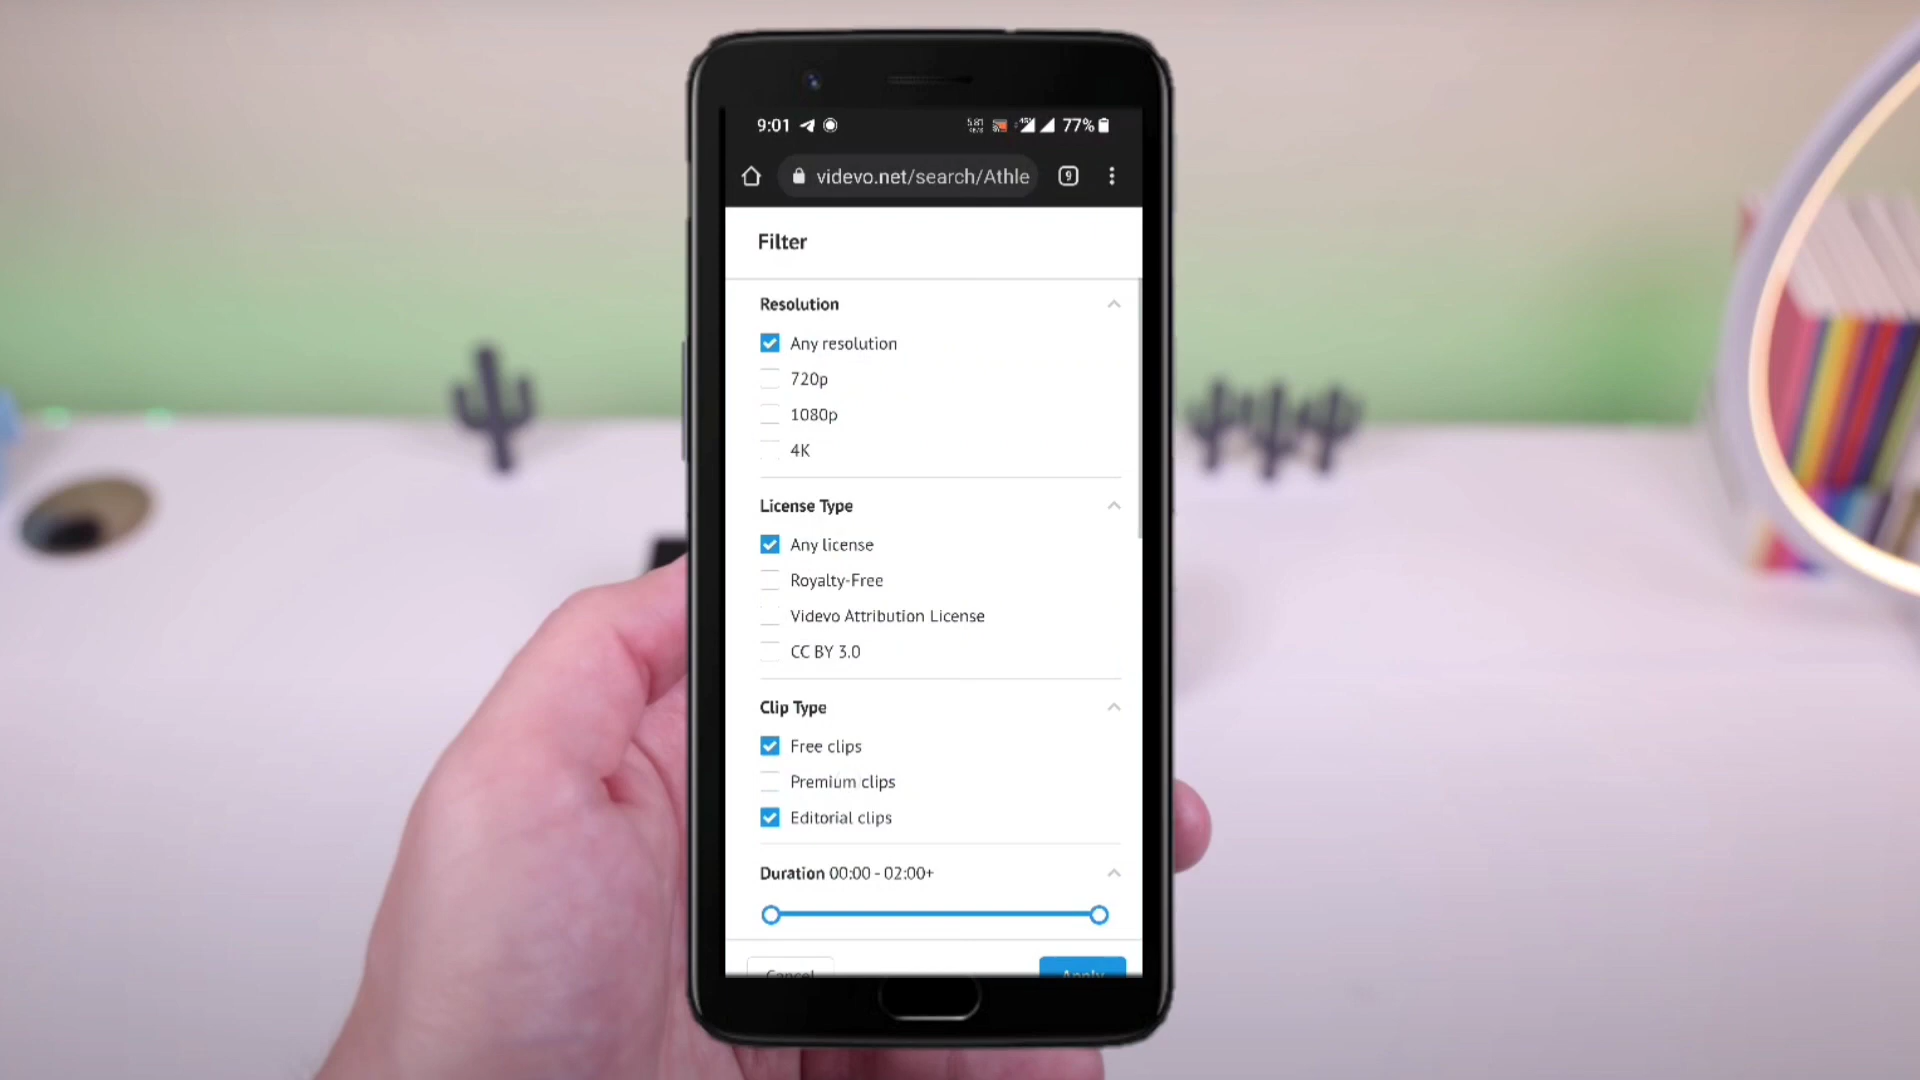 9:01 77%
videvo.net/search/Athle 9
Filter
Resolution
Any resolution
720p
1080p
4K
License Type
Any license
Royalty-Free
Videvo Attribution License
CC BY 3.0
Clip Type
Free clips
Premium clips
Editorial clips
Duration 00:00 - 02:00+
Cancel Apply